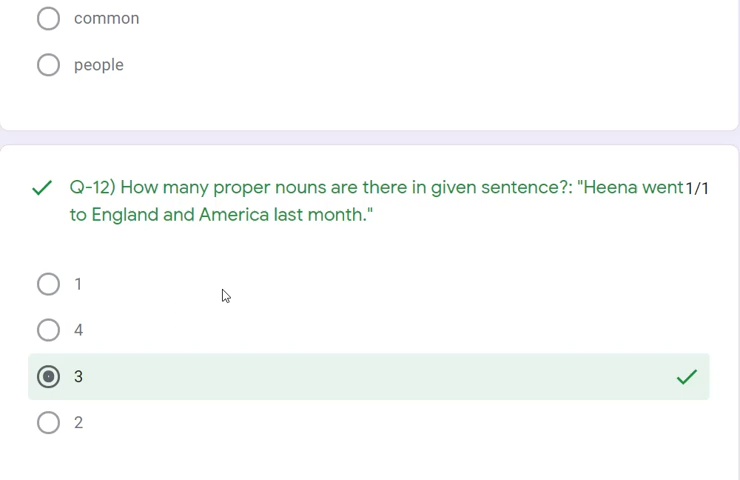 common
people
Q-12) How many proper nouns are there in given sentence?: "Heena went 1/1
to England and America last month."
1
4
3
2